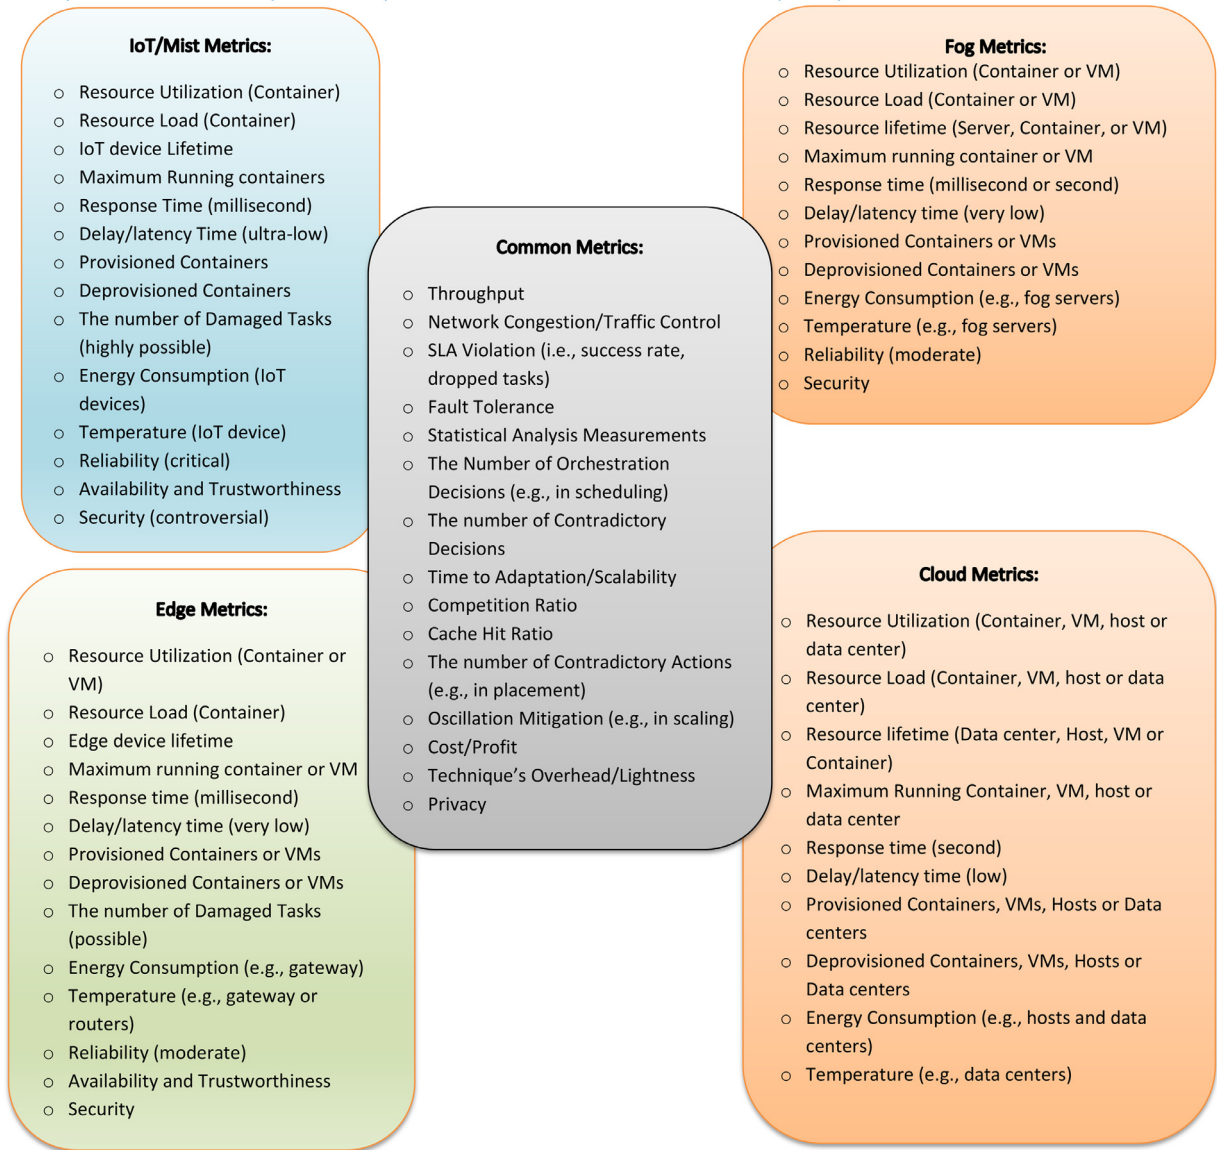 IoT/Mist Metrics:
○ Resource Utilization (Container)
○ Resource Load (Container)
○ IoT device Lifetime
○ Maximum Running containers
○ Response Time (millisecond)
○ Delay/latency Time (ultra-low)
○ Provisioned Containers
○ Deprovisioned Containers
○ The number of Damaged Tasks
(highly possible)
○ Energy Consumption (IoT
devices)
○ Temperature (IoT device)
○ Reliability (critical)
○ Availability and Trustworthiness
○ Security (controversial)
Edge Metrics:
○ Resource Utilization (Container or
VM)
○ Resource Load (Container)
○ Edge device lifetime
○ Maximum running container or VM
○ Response time (millisecond)
○ Delay/latency time (very low)
○ Provisioned Containers or VMs
○ Deprovisioned Containers or VMs
○ The number of Damaged Tasks
(possible)
○ Energy Consumption (e.g., gateway)
○ Temperature (e.g., gateway or
routers)
○ Reliability (moderate)
○ Availability and Trustworthiness
○ Security
Common Metrics:
○ Throughput
○ Network Congestion/Traffic Control
○ SLA Violation (i.e., success rate,
dropped tasks)
○ Fault Tolerance
○ Statistical Analysis Measurements
○ The Number of Orchestration
Decisions (e.g., in scheduling)
○ The number of Contradictory
Decisions
○ Time to Adaptation/Scalability
○ Competition Ratio
○ Cache Hit Ratio
○ The number of Contradictory Actions
(e.g., in placement)
○ Oscillation Mitigation (e.g., in scaling)
○ Cost/Profit
○ Technique's Overhead/Lightness
○ Privacy
Fog Metrics:
○ Resource Utilization (Container or VM)
○ Resource Load (Container or VM)
○ Resource lifetime (Server, Container, or VM)
○ Maximum running container or VM
○ Response time (millisecond or second)
○ Delay/latency time (very low)
○ Provisioned Containers or VMs
○ Deprovisioned Containers or VMs
○ Energy Consumption (e.g., fog servers)
○ Temperature (e.g., fog servers)
○ Reliability (moderate)
○ Security
Cloud Metrics:
○ Resource Utilization (Container, VM, host or
data center)
○ Resource Load (Container, VM, host or data
center)
○ Resource lifetime (Data center, Host, VM or
Container)
○ Maximum Running Container, VM, host or
data center
○ Response time (second)
○ Delay/latency time (low)
○ Provisioned Containers, VMs, Hosts or Data
centers
○ Deprovisioned Containers, VMs, Hosts or
Data centers
○ Energy Consumption (e.g., hosts and data
centers)
○ Temperature (e.g., data centers)